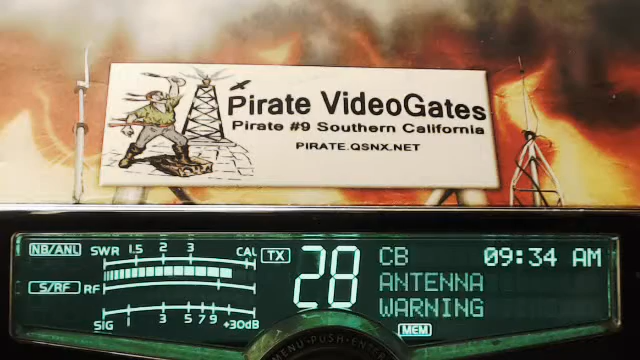 Pirate VideoGates
Pirate #9 Southern California
PIRATE.QSNX.NET
NB/ANL SWR 1.5 2 3 CAL TX 28 CB 09:34 AM
S/RF RF ANTENNA
WARNING
SIG 1 3 5 7 9 +30dB MEM
MENU-PUSH-ENTER